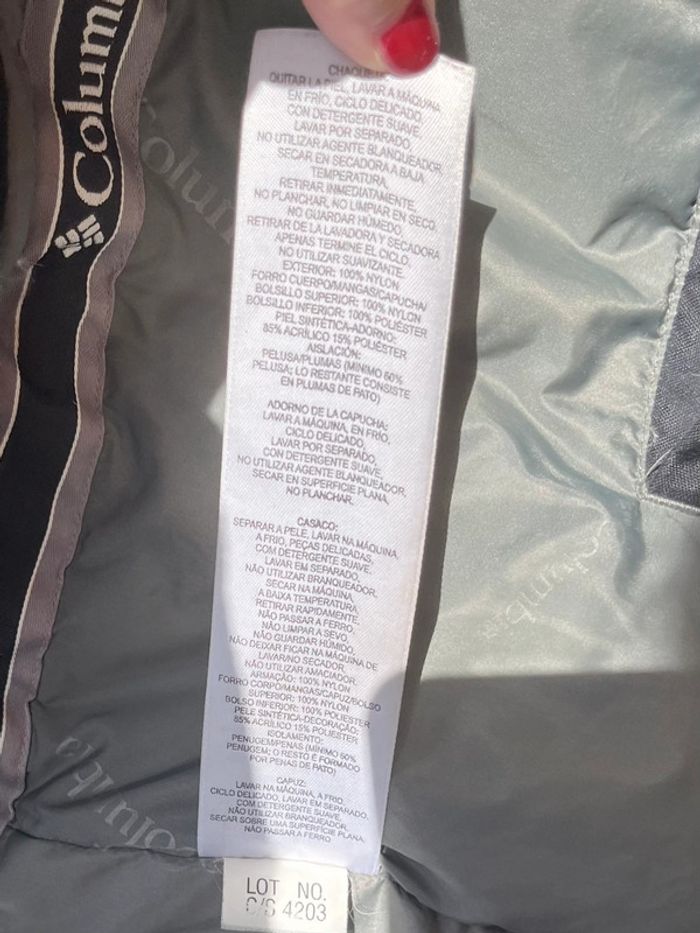 Columb
Colum
CHAQUE
QUITAR LA PIEL, LAVAR A MÁQUINA
EN FRÍO, CICLO DELICADO,
CON DETERGENTE SUAVE,
LAVAR POR SEPARADO,
NO UTILIZAR AGENTE BLANQUEADOR,
SECAR EN SECADORA A BAJA
TEMPERATURA,
RETIRAR INMEDIATAMENTE,
NO PLANCHAR, NO LIMPIAR EN SECO,
NO GUARDAR HÚMEDO,
RETIRAR DE LA LAVADORA Y SECADORA
APENAS TERMINE EL CICLO,
NO UTILIZAR SUAVIZANTE.
EXTERIOR: 100% NYLON
FORRO CUERPO/MANGAS/CAPUCHA/
BOLSILLO SUPERIOR: 100% NYLON
BOLSILLO INFERIOR: 100% POLIÉSTER
PIEL SINTÉTICA-ADORNO:
85% ACRÍLICO 15% POLIÉSTER
AISLACIÓN:
PELUSA/PLUMAS (MÍNIMO 60%
PELUSA; LO RESTANTE CONSISTE
EN PLUMAS DE PATO)
ADORNO DE LA CAPUCHA:
LAVAR A MÁQUINA, EN FRÍO,
CICLO DELICADO,
LAVAR POR SEPARADO,
CON DETERGENTE SUAVE,
NO UTILIZAR AGENTE BLANQUEADOR,
SECAR EN SUPERFICIE PLANA,
NO PLANCHAR.
CASACO:
SEPARAR A PELE, LAVAR NA MÁQUINA,
A FRIO, PEÇAS DELICADAS,
COM DETERGENTE SUAVE,
LAVAR EM SEPARADO,
NÃO UTILIZAR BRANQUEADOR,
SECAR NA MÁQUINA,
A BAIXA TEMPERATURA,
RETIRAR RAPIDAMENTE,
NÃO PASSAR A FERRO,
NÃO LIMPAR A SEVO,
NÃO GUARDAR HÚMIDO,
NÃO DEIXAR FICAR NA MÁQUINA DE
LAVAR/NO SECADOR,
NÃO UTILIZAR AMACIADOR.
ARMAÇÃO: 100% NYLON
FORRO CORPO/MANGAS/CAPUZ/BOLSO
SUPERIOR: 100% NYLON
BOLSO INFERIOR: 100% POLIÉSTER
PELE SINTÉTICA-DECORAÇÃO:
85% ACRÍLICO 15% POLIÉSTER
ISOLAMENTO:
PENUGEM/PENAS (MÍNIMO 60%
PENUGEM; O RESTO É FORMADO
POR PENAS DE PATO)
CAPUZ:
LAVAR NA MÁQUINA, A FRIO,
CICLO DELICADO, LAVAR EM SEPARADO,
COM DETERGENTE SUAVE,
NÃO UTILIZAR BRANQUEADOR,
SECAR SOBRE UMA SUPERFÍCIE PLANA,
NÃO PASSAR A FERRO
Columbia
Columbia
LOT NO.
C/S 4203